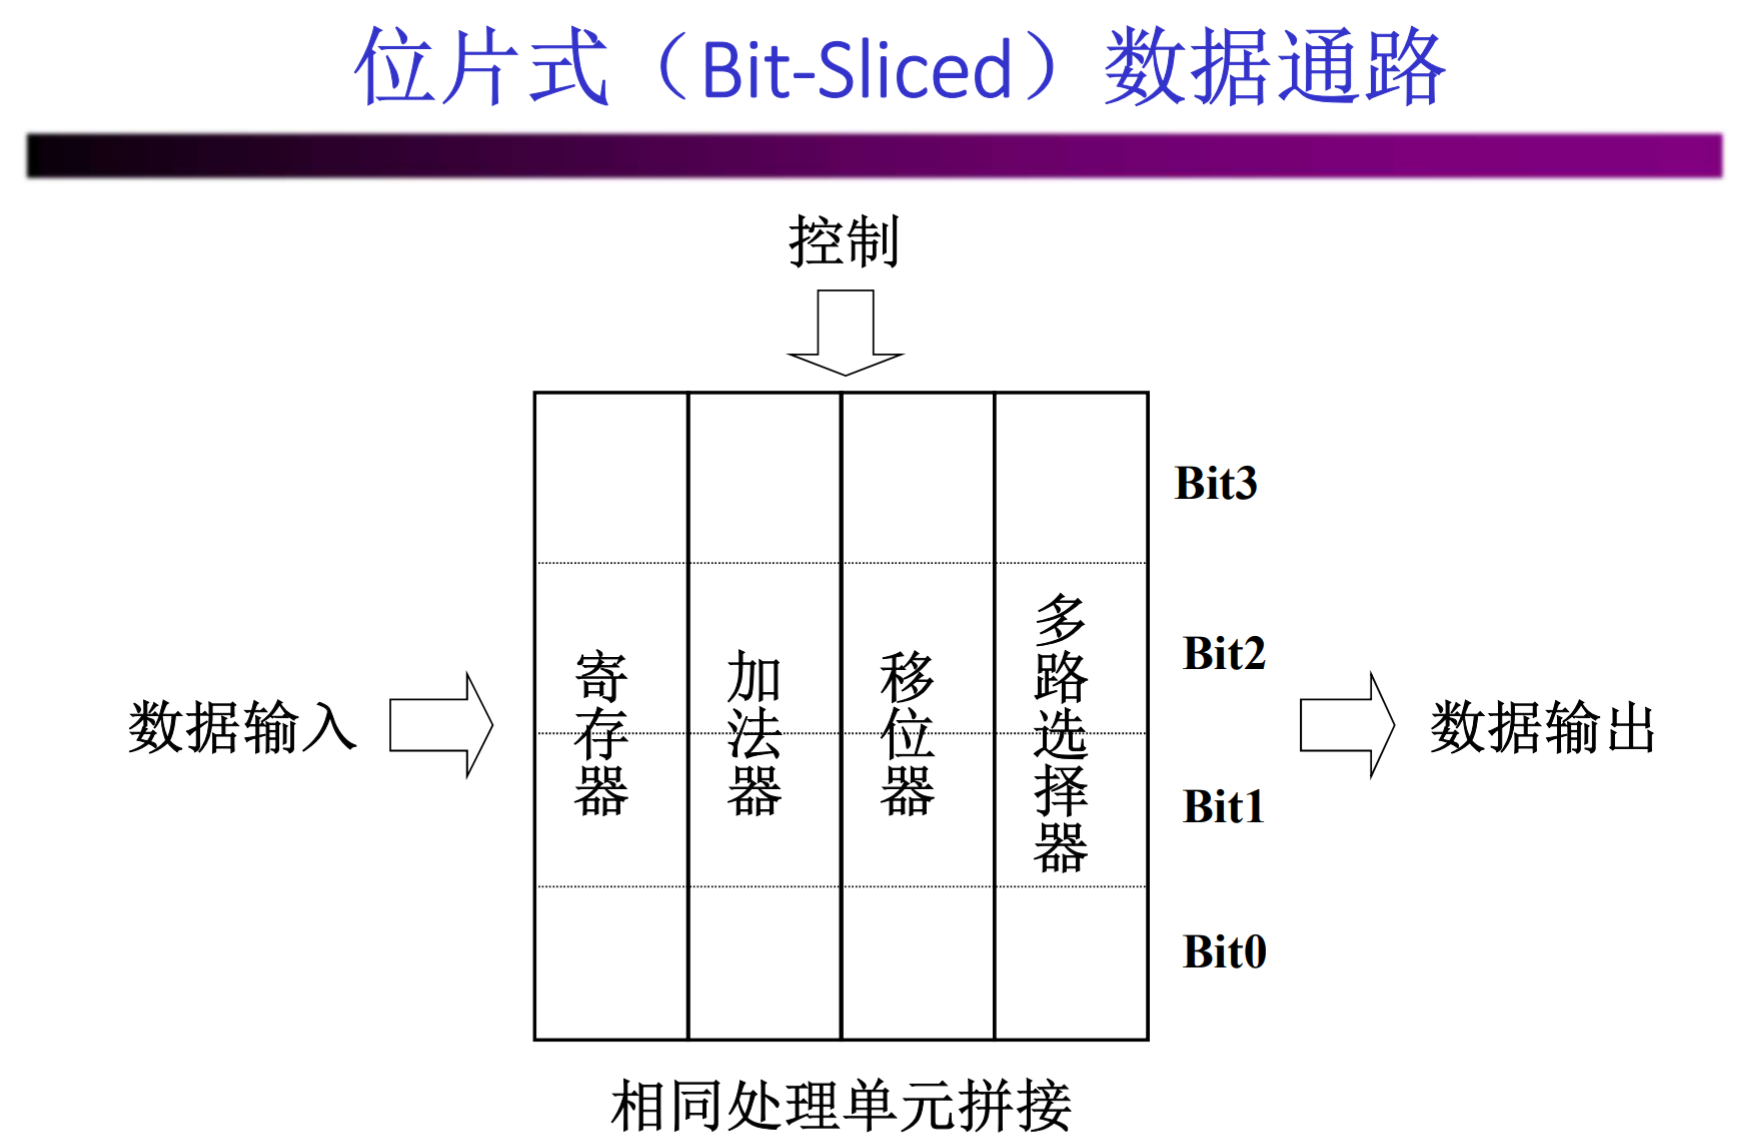 位片式（Bit-Sliced）数据通路
控制
Bit3
寄存器
加法器
移位器
多路选择器
Bit2
数据输入
数据输出
Bit1
Bit0
相同处理单元拼接